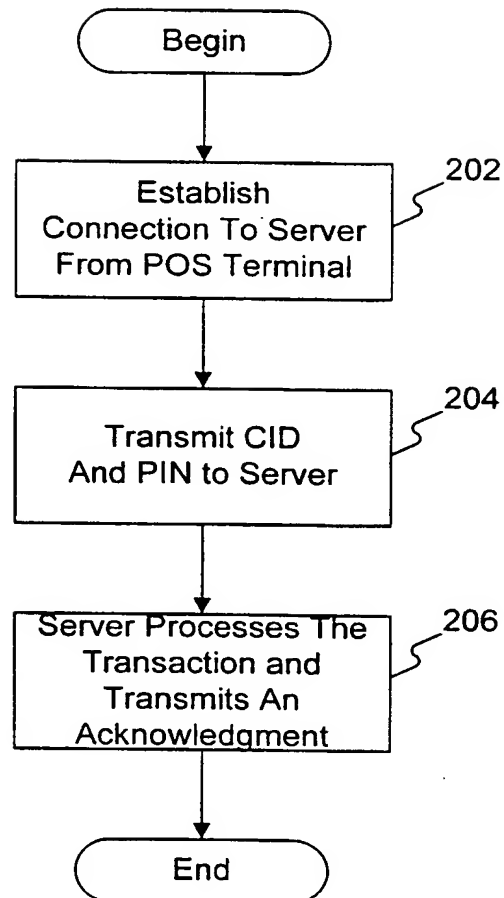 Begin
202
Establish
Connection To Server
From POS Terminal
204
Transmit CID
And PIN to Server
206
Server Processes The
Transaction and
Transmits An
Acknowledgment
End